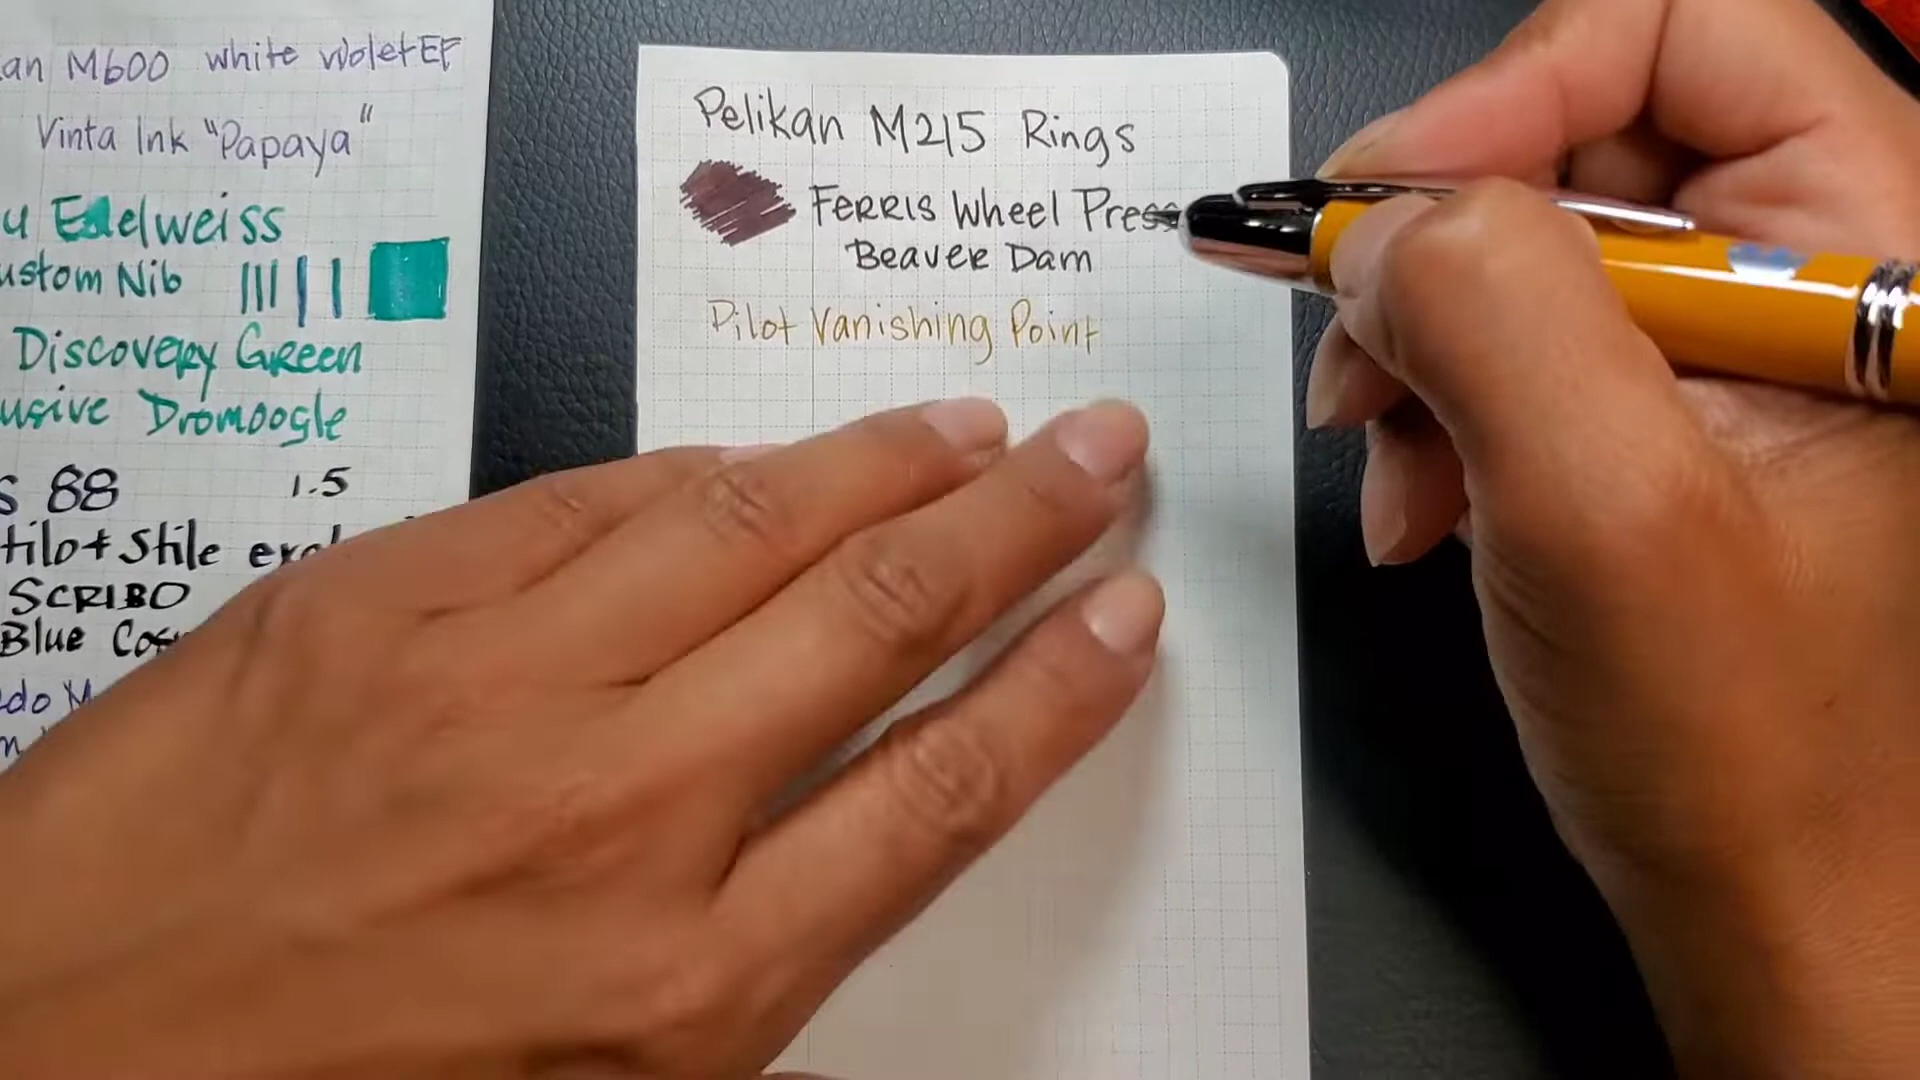 an M600 white violet EF
Vinta Ink "Papaya"
Edelweiss
ustom Nib
Discovery Green
usive Dromoogle
S 88 1.5
tilo + Stile
SCRIBO
Blue
do M
Pelikan M215 Rings
FERRIS Wheel Press
Beaver Dam
Pilot Vanishing Point